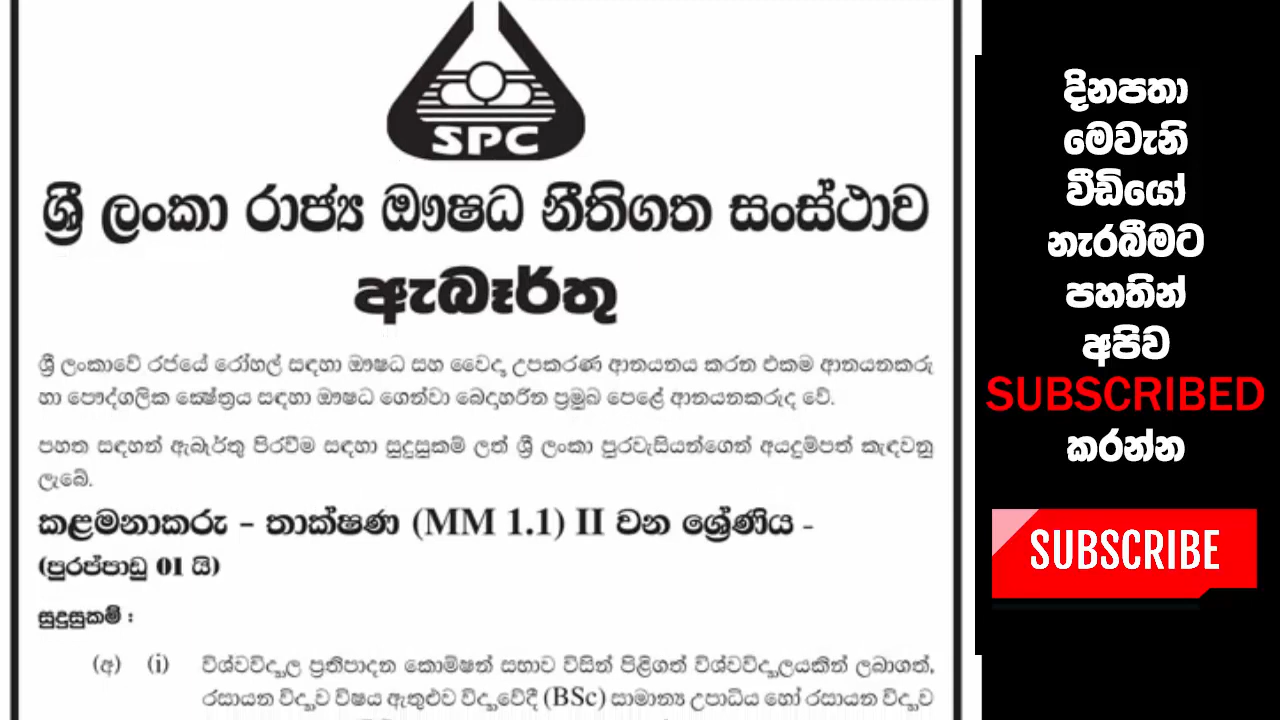 SPC
ශ්‍රී ලංකා රාජ්‍ය ඖෂධ නීතිගත සංස්ථාව
ඇබෑර්තු
ශ්‍රී ලංකාවේ රජයේ රෝහල් සඳහා ඖෂධ සහ වෛද්‍ය උපකරණ ආනයනය කරන එකම ආනයනකරු
හා පෞද්ගලික ක්ෂේත්‍රය සඳහා ඖෂධ ගෙන්වා බෙදාහරින ප්‍රමුඛ පෙළේ ආනයනකරුද වේ.
පහත සඳහන් ඇබෑර්තු පිරවීම සඳහා සුදුසුකම් ලත් ශ්‍රී ලංකා පුරවැසියන්ගෙන් අයදුම්පත් කැඳවනු
ලැබේ.
කළමනාකරු – තාක්ෂණ (MM 1.1) II වන ශ්‍රේණිය -
(පුරප්පාඩු 01 යි)
සුදුසුකම් :
(අ) (i) විශ්වවිද්‍යාල ප්‍රතිපාදන කොමිෂන් සභාව විසින් පිළිගත් විශ්වවිද්‍යාලයකින් ලබාගත්,
රසායන විද්‍යාව විෂය ඇතුළුව විද්‍යාවේදී (BSc) සාමාන්‍ය උපාධිය හෝ රසායන විද්‍යාව
දිනපතා
මෙවැනි
වීඩියෝ
නැරඹීමට
පහතින්
අපිව
SUBSCRIBED
කරන්න
SUBSCRIBE